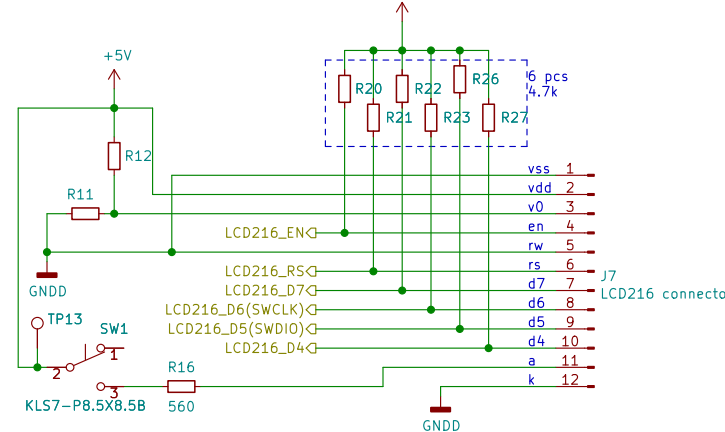 +5V
R20
R26
6 pcs
R22
4.7k
R21
R23
R27
R12
vss 1
vdd 2
R11
v0 3
LCD216_EN
en 4
rw 5
LCD216_RS
rs 6
J7
GNDD
LCD216_D7
d7 7
LCD216 connecto
LCD216_D6(SWCLK)
d6 8
TP13
SW1
LCD216_D5(SWDIO)
d5 9
1
LCD216_D4
d4 10
2
R16
a 11
3
k 12
KLS7-P8.5X8.5B
560
GNDD